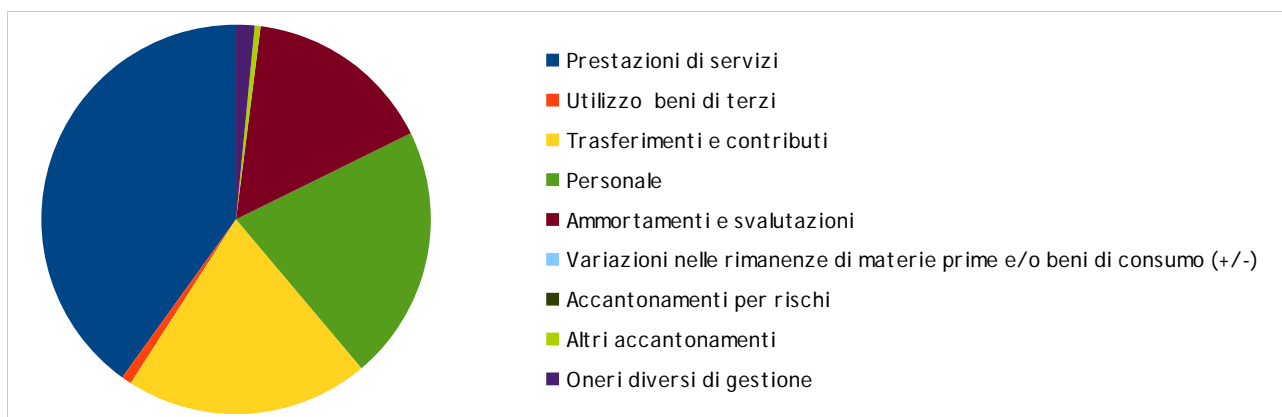 Prestazioni di servizi
Utilizzo beni di terzi
Trasferimenti e contributi
Personale
Ammortamenti e svalutazioni
Variazioni nelle rimanenze di materie prime e/o beni di consumo (+/-)
Accantonamenti per rischi
Altri accantonamenti
Oneri diversi di gestione